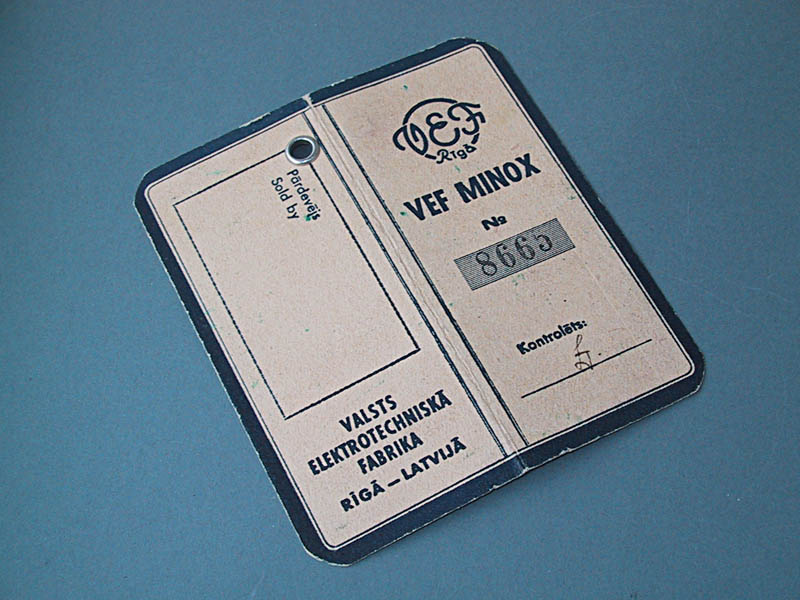 Pārdevējs
Sold by
VALSTS
ELEKTROTECHNISKĀ
FABRIKA
RĪGĀ – LATVIJĀ
VEF
Rīgā
VEF MINOX
№
8665
Kontrolēts: